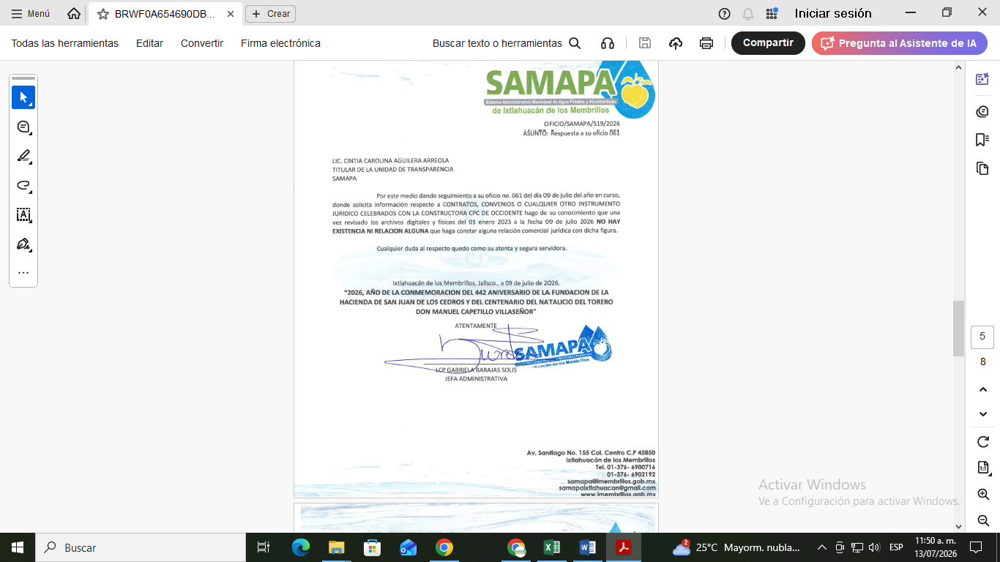 Menú
BRWF0A654690DB...
Crear
Iniciar sesión
Todas las herramientas
Editar
Convertir
Firma electrónica
Buscar texto o herramientas
Compartir
Pregunta al Asistente de IA
SAMAPA
Sistema Administrativo Municipal de Agua Potable y Alcantarillado
de Ixtlahuacán de los Membrillos
OFICIO/SAMAPA/519/2026
ASUNTO: Respuesta a su oficio 061
LIC. CINTIA CAROLINA AGUILERA ARREOLA
TITULAR DE LA UNIDAD DE TRANSPARENCIA
SAMAPA
Por este medio dando seguimiento a su oficio no. 061 del día 09 de julio del año en curso,
donde solicita información respecto a CONTRATOS, CONVENIOS O CUALQUIER OTRO INSTRUMENTO
JURIDICO CELEBRADOS CON LA CONSTRUCTORA CPC DE OCCIDENTE hago de su conocimiento que una
vez revisado los archivos digitales y físicos del 01 enero 2023 a la fecha 09 de julio 2026 NO HAY
EXISTENCIA NI RELACION ALGUNA que haga constar alguna relación comercial jurídica con dicha figura.
Cualquier duda al respecto quedo como su atenta y segura servidora.
Ixtlahuacán de los Membrillos, Jalisco., a 09 de julio de 2026.
"2026, AÑO DE LA CONMEMORACION DEL 442 ANIVERSARIO DE LA FUNDACION DE LA
HACIENDA DE SAN JUAN DE LOS CEDROS Y DEL CENTENARIO DEL NATALICIO DEL TORERO
DON MANUEL CAPETILLO VILLASEÑOR"
ATENTAMENTE
SAMAPA
LCP GABRIELA BARAJAS SOLIS
JEFA ADMINISTRATIVA
Av. Santiago No. 155 Col. Centro C.P 45850
Ixtlahuacán de los Membrillos
Tel. 01-376- 6900716
01-376- 6902192
samapa@imembrillos.gob.mx
samapaixtlahuacan@gmail.com
www.imembrillos.gob.mx
5
8
Activar Windows
Ve a Configuración para activar Windows.
Buscar
2
25°C Mayorm. nubla...
ESP
11:50 a. m.
13/07/2026